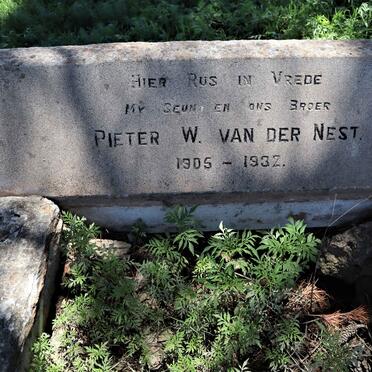 HIER RUS IN VREDE
MY SEUN EN ONS BROER
PIETER W. VAN DER NEST.
1905 - 1932.